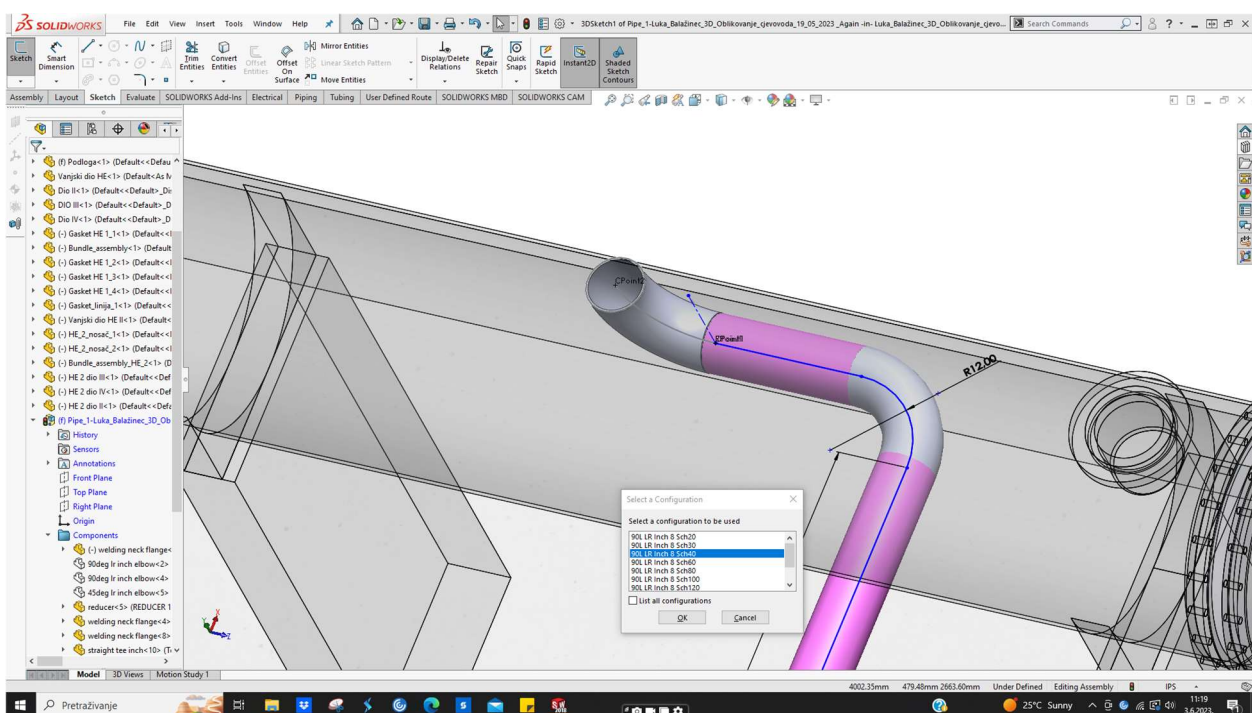 SOLIDWORKS File Edit View Insert Tools Window Help 3DSketch1 of Pipe_1-Luka_Balažinec_3D_Oblikovanje_cjevovoda_19_05_2023 _Again -in- Luka_Balažinec_3D_Oblikovanje_cjevo... Search Commands
Sketch Smart Dimension Trim Entities Convert Entities Offset Entities Offset On Surface Mirror Entities Linear Sketch Pattern Move Entities Display/Delete Relations Repair Sketch Quick Snaps Rapid Sketch Instant2D Shaded Sketch Contours
Assembly Layout Sketch Evaluate SOLIDWORKS Add-Ins Electrical Piping Tubing User Defined Route SOLIDWORKS MBD SOLIDWORKS CAM
(f) Podloga<1> (Default<<Defau
Vanjski dio HE<1> (Default<As M
Dio II<1> (Default<<Default>_Di
DIO III<1> (Default<<Default>_D
Dio IV<1> (Default<<Default>_D
(-) Gasket HE 1_1<1> (Default<<
(-) Bundle_assembly<1> (Default
(-) Gasket HE 1_2<1> (Default<<
(-) Gasket HE 1_3<1> (Default<<
(-) Gasket HE 1_4<1> (Default<<
(-) Gasket_linija_1<1> (Default<<
(-) Vanjski dio HE II<1> (Default<
(-) HE_2_nosač_1<1> (Default<<
(-) HE_2_nosač_2<1> (Default<<
(-) Bundle_assembly_HE_2<1> (D
(-) HE 2 dio III<1> (Default<<Def
(-) HE 2 dio IV<1> (Default<<Def
(-) HE 2 dio II<1> (Default<<Defa
(f) Pipe_1-Luka_Balažinec_3D_Ob
History
Sensors
Annotations
Front Plane
Top Plane
Right Plane
Origin
Components
(-) welding neck flange<
90deg lr inch elbow<2>
90deg lr inch elbow<4>
45deg lr inch elbow<5>
reducer<5> (REDUCER 1
welding neck flange<4>
welding neck flange<8>
straight tee inch<10> (T
CPoint2
R12.00
Select a Configuration
Select a configuration to be used
90L LR Inch 8 Sch20
90L LR Inch 8 Sch30
90L LR Inch 8 Sch40
90L LR Inch 8 Sch60
90L LR Inch 8 Sch80
90L LR Inch 8 Sch100
90L LR Inch 8 Sch120
List all configurations
OK Cancel
Y X Z
Model 3D Views Motion Study 1
4002.35mm 479.48mm 2663.60mm Under Defined Editing Assembly IPS
Pretraživanje 25°C Sunny 11:19
3.6.2023.